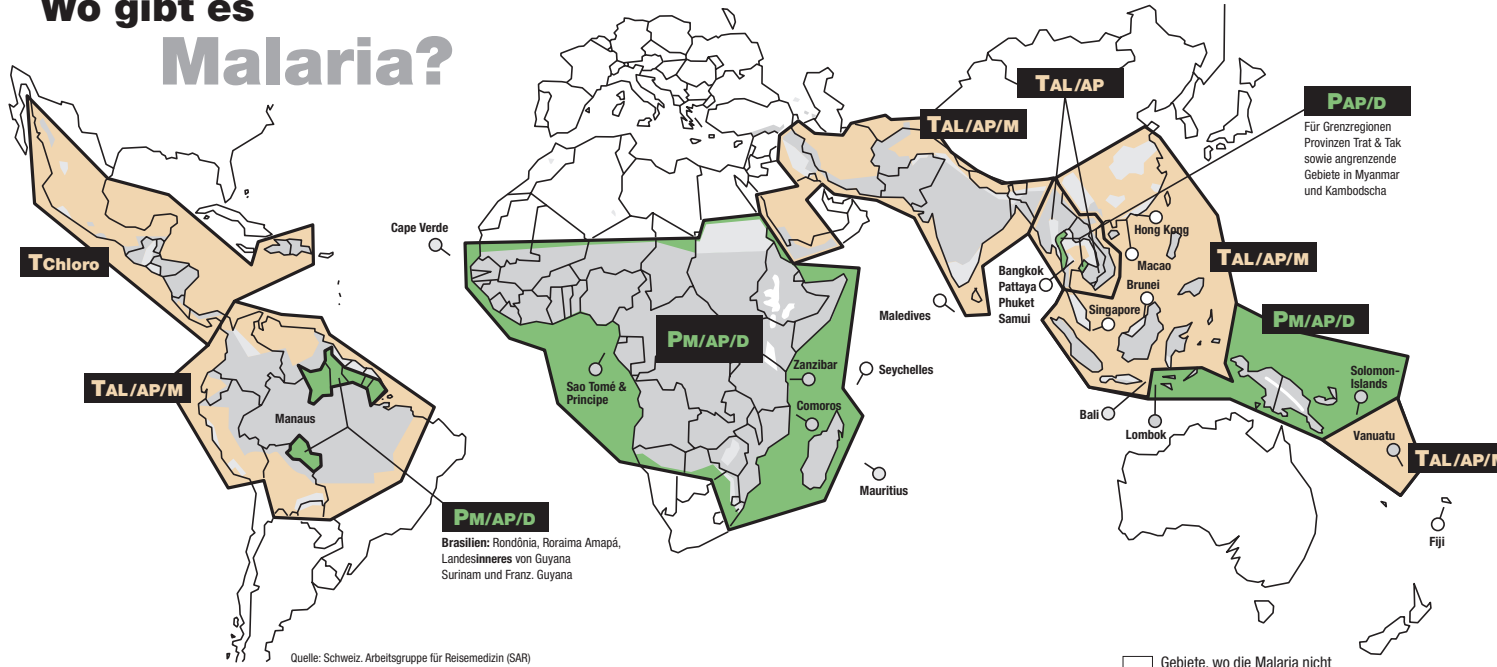 Wo gibt es
Malaria?
TAL/AP
PAP/D
Für Grenzregionen
Provinzen Trat & Tak
sowie angrenzende
Gebiete in Myanmar
und Kambodscha
TAL/AP/M
Cape Verde
Hong Kong
TChloro
Macao
TAL/AP/M
Bangkok
Pattaya
Phuket
Samui
Brunei
Maledives
Singapore
PM/AP/D
PM/AP/D
Zanzibar
Seychelles
Sao Tomé &
Principe
Solomon-
Islands
TAL/AP/M
Comoros
Manaus
Bali
Lombok
Vanuatu
TAL/AP/M
Mauritius
PM/AP/D
Brasilien: Rondônia, Roraima Amapá,
Landesinneres von Guyana
Surinam und Franz. Guyana
Fiji
Quelle: Schweiz. Arbeitsgruppe für Reisemedizin (SAR)
Gebiete, wo die Malaria nicht